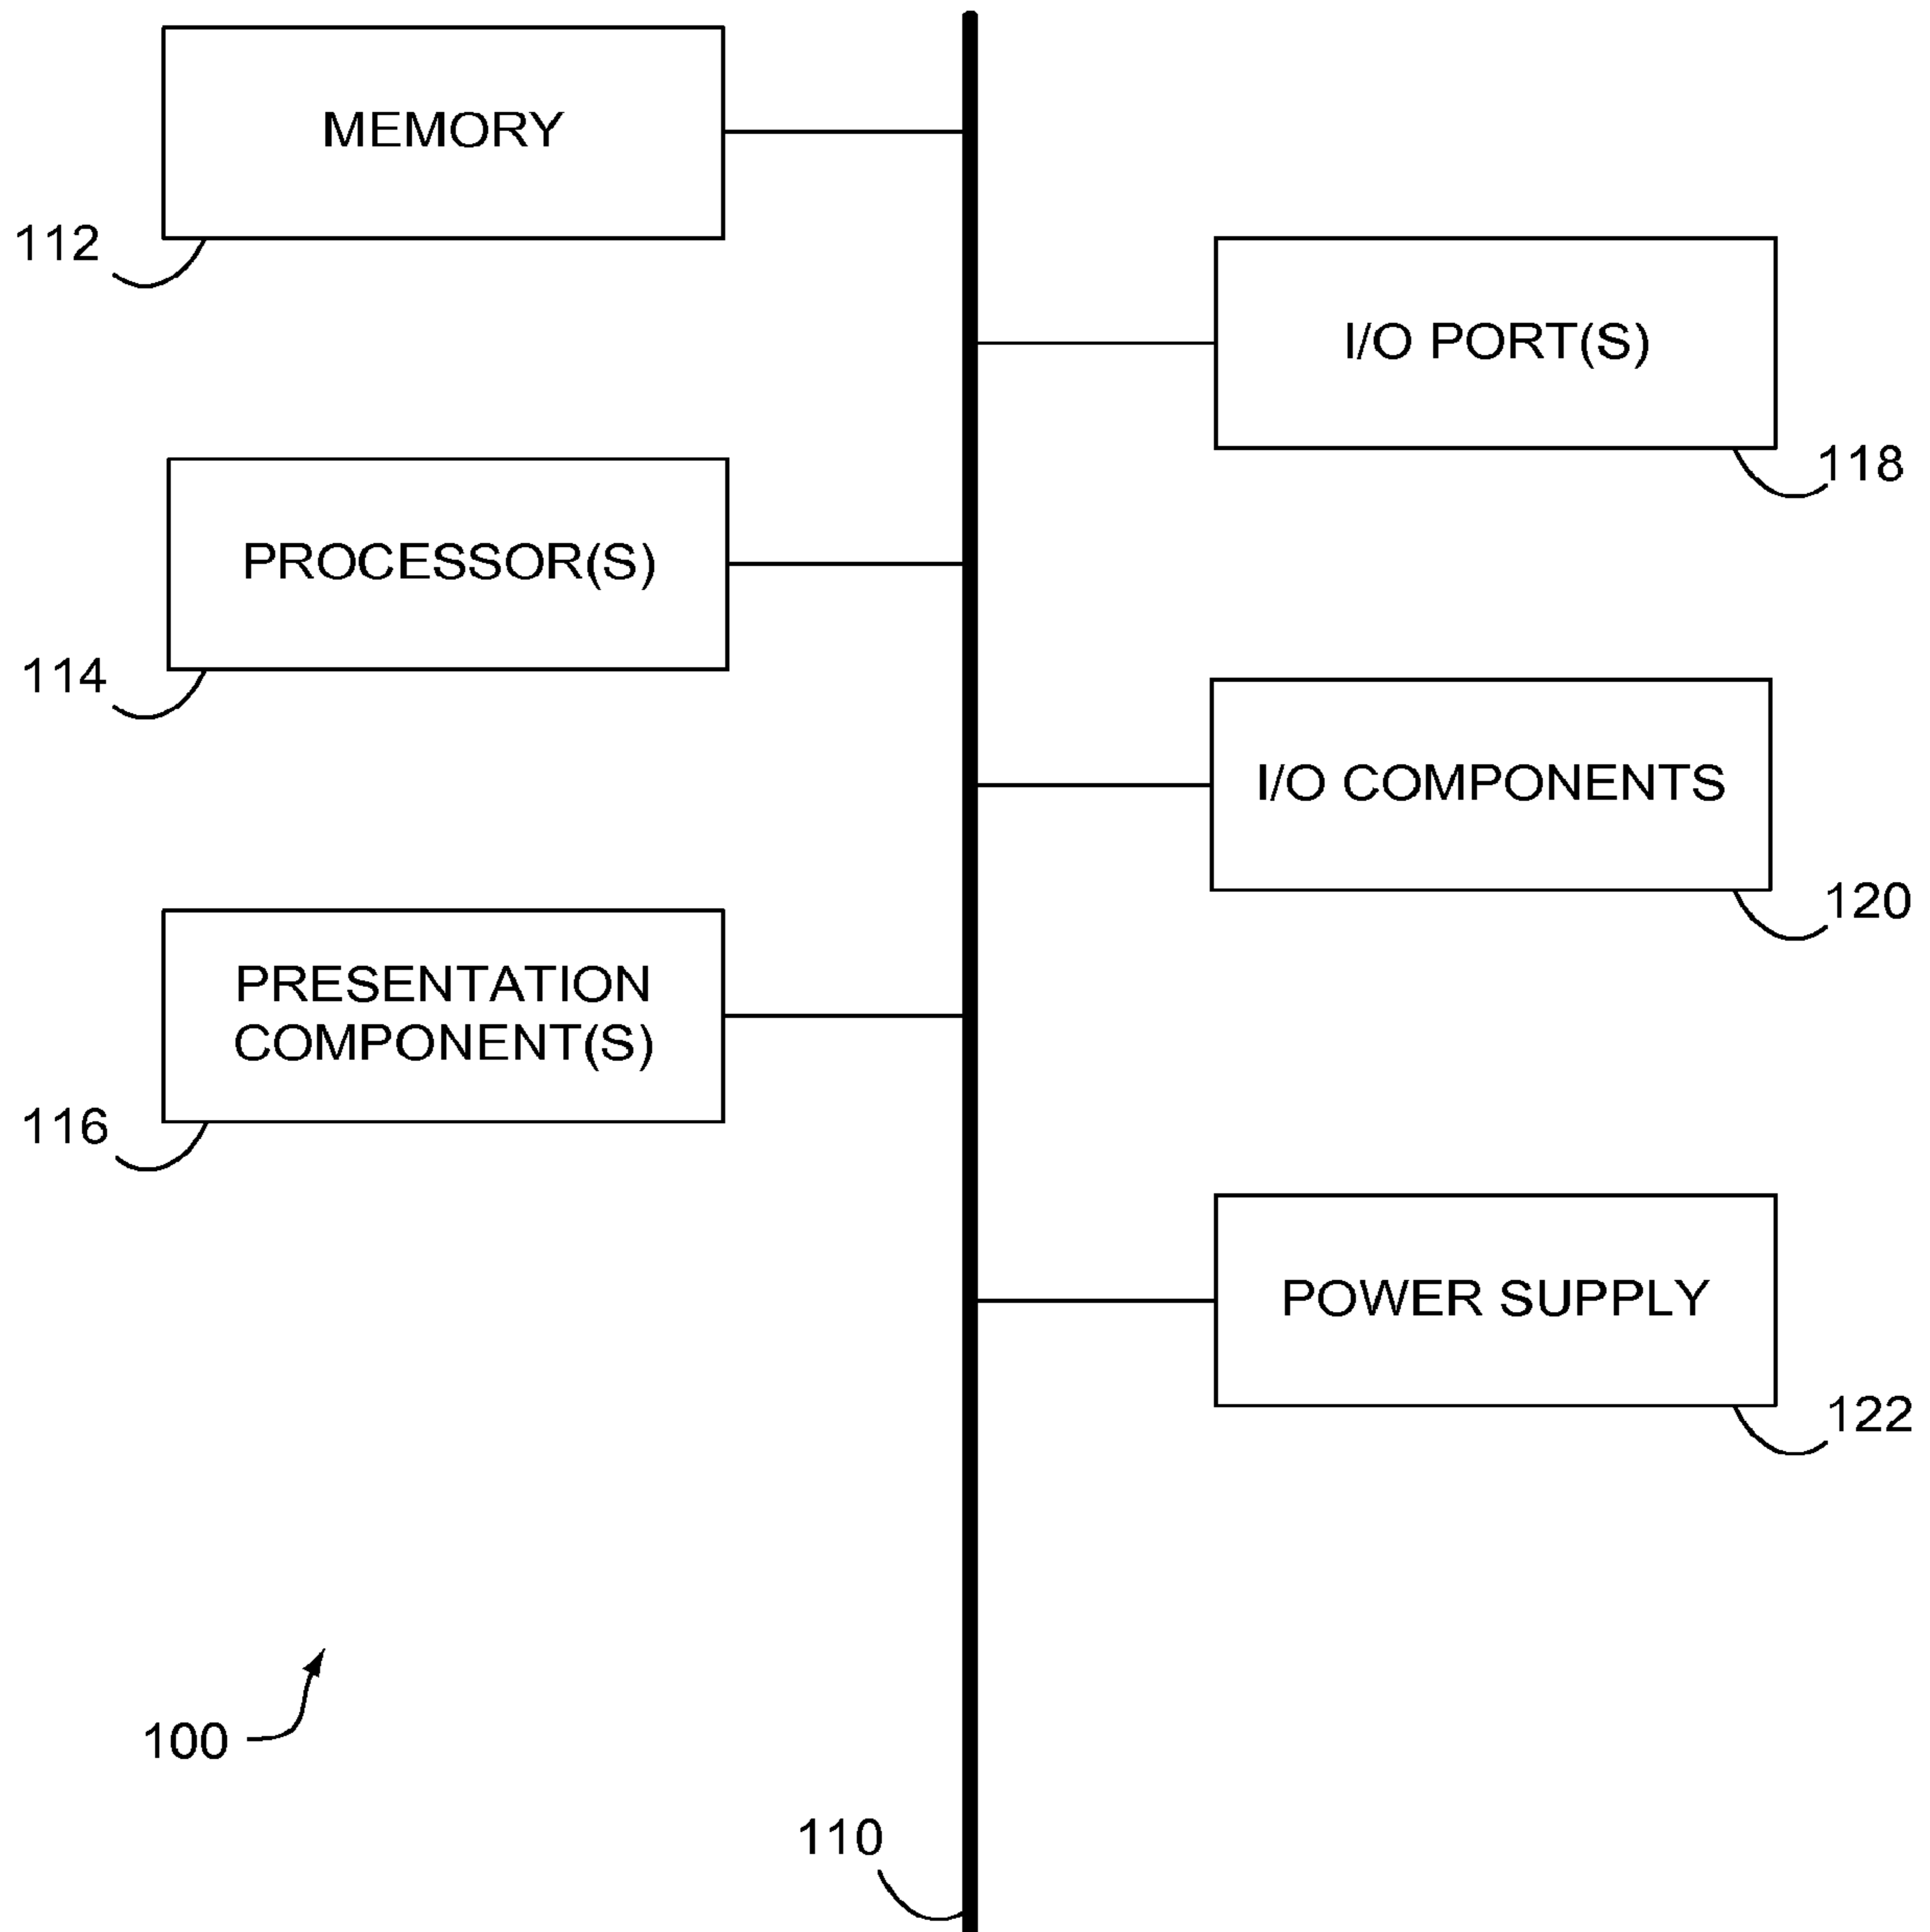 MEMORY
112
I/O PORT(S)
118
PROCESSOR(S)
114
I/O COMPONENTS
120
PRESENTATION
COMPONENT(S)
116
POWER SUPPLY
122
100
110